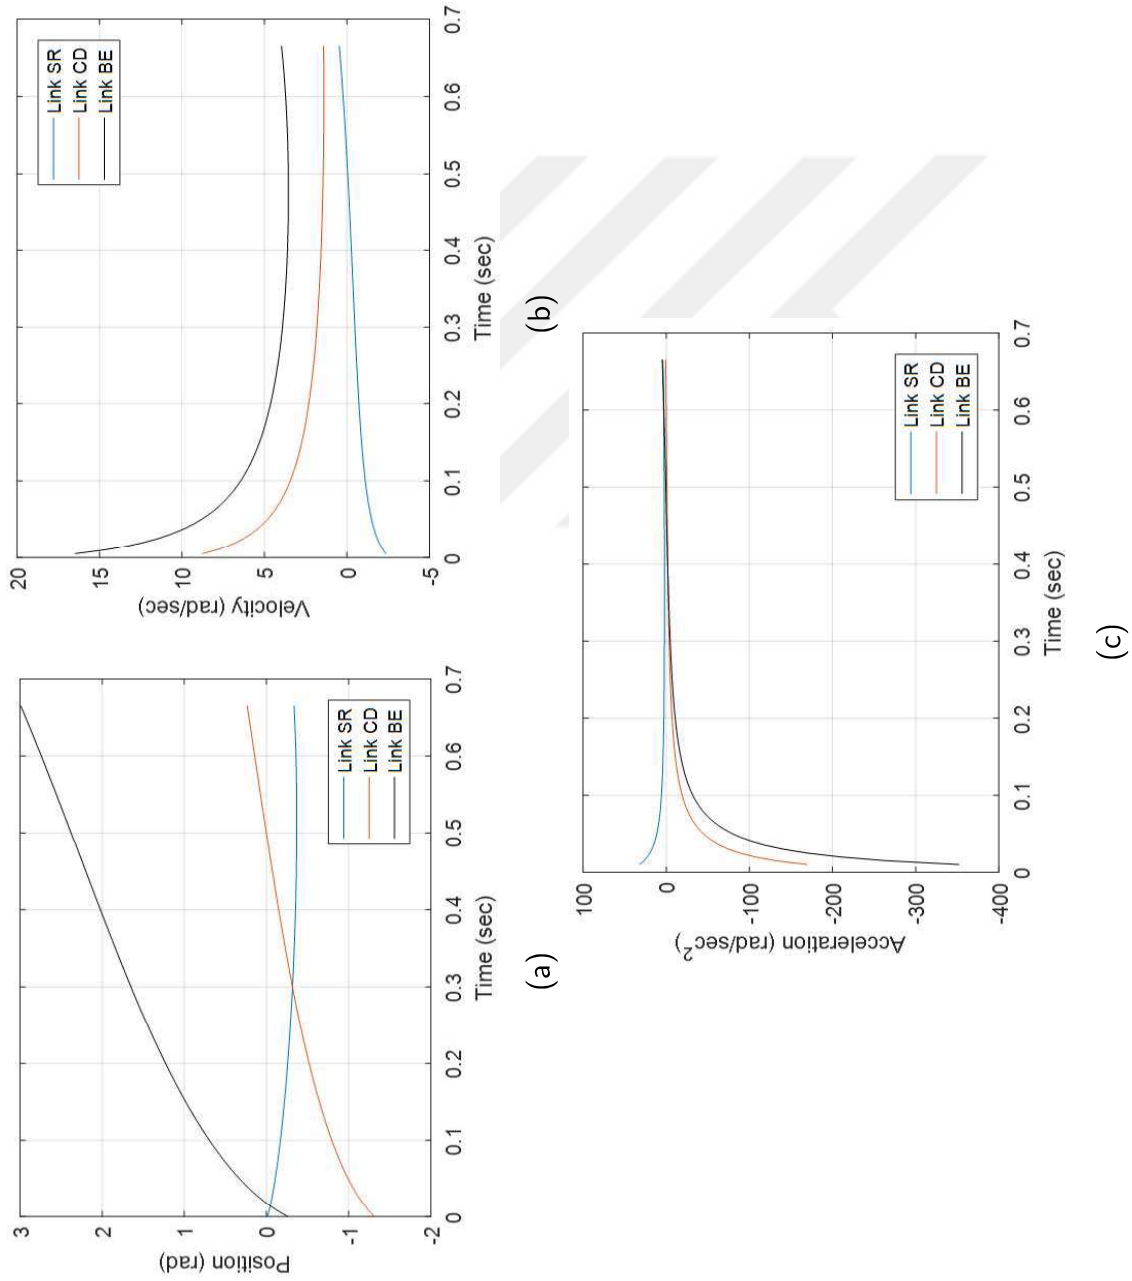 3
2
1
0
-1
-2
0
0.1
0.2
0.3
0.4
0.5
0.6
0.7
Position (rad)
Time (sec)
Link SR
Link CD
Link BE
(a)
20
15
10
5
0
-5
0
0.1
0.2
0.3
0.4
0.5
0.6
0.7
Velocity (rad/sec)
Time (sec)
Link SR
Link CD
Link BE
(b)
100
0
-100
-200
-300
-400
0
0.1
0.2
0.3
0.4
0.5
0.6
0.7
Acceleration (rad/sec²)
Time (sec)
Link SR
Link CD
Link BE
(c)